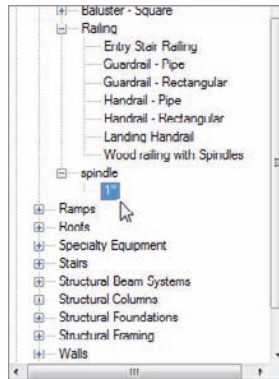 Baluster - Square
Railing
Entry Stair Railing
Guardrail - Pipe
Guardrail - Rectangular
Handrail - Pipe
Handrail - Rectangular
Landing Handrail
Wood railing with Spindles
spindle
1"
Ramps
Roofs
Specialty Equipment
Stairs
Structural Beam Systems
Structural Columns
Structural Foundations
Structural Framing
Walls